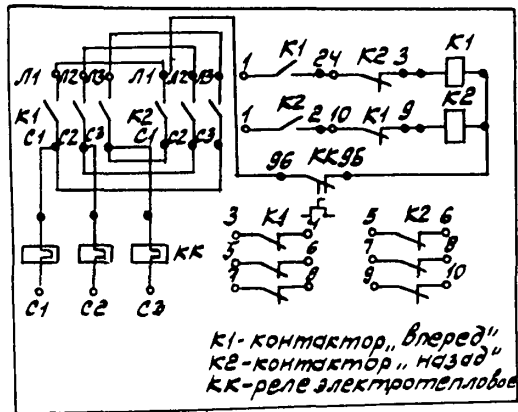 Л1 Л2 Л3 Л1 Л2 Л3
К1 К2
С1 С2 С3 С1 С2 С3
1 К1 24 К2 3 К1
1 К2 2 10 К1 9 К2
96 КК 95
КК
С1 С2 С3
3 К1 4
5 6
7 8
5 К2 6
7 8
9 10
К1-контактор „вперед"
К2-контактор „назад"
КК-реле электротепловое